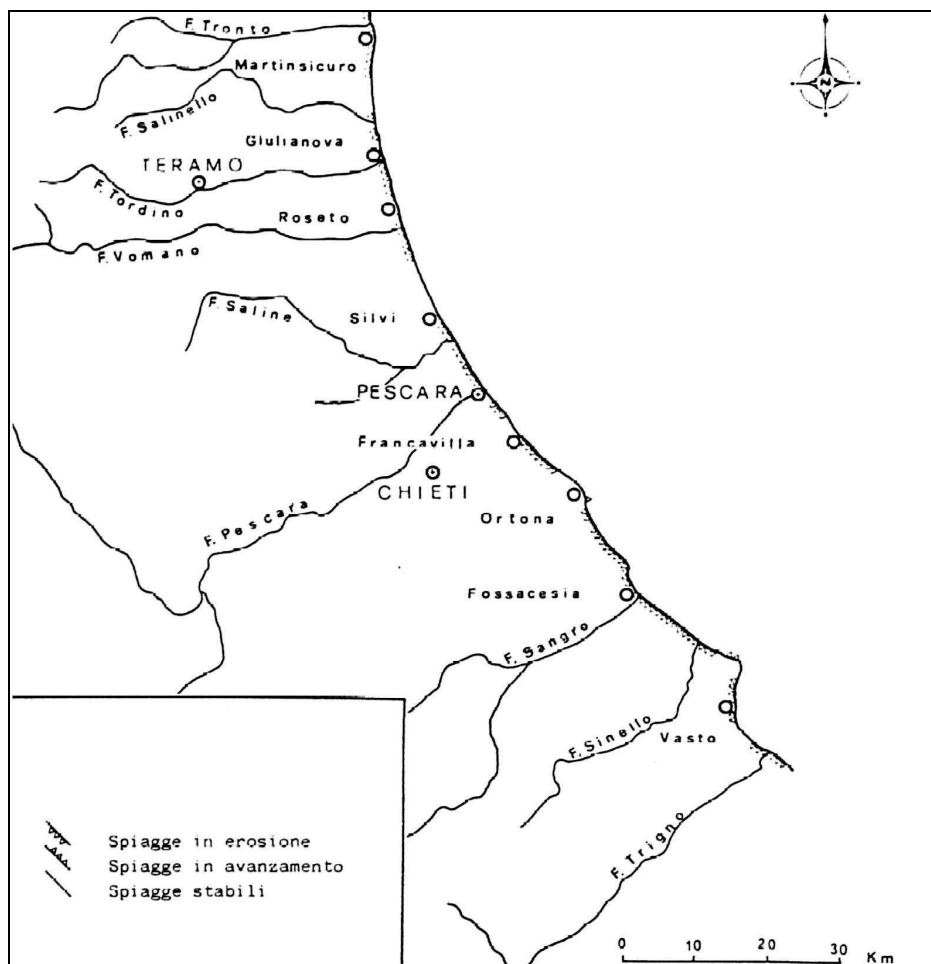 F. Tronto
Martinsicuro
F. Salinello
Giulianova
TERAMO
F. Tordino
Roseto
F. Vomano
F. Saline
Silvi
PESCARA
Francavilla
CHIETI
F. Pescara
Ortona
Fossacesia
F. Sangro
F. Sinello
Vasto
F. Trigno
Spiagge in erosione
Spiagge in avanzamento
Spiagge stabili
0 10 20 30 Km
N